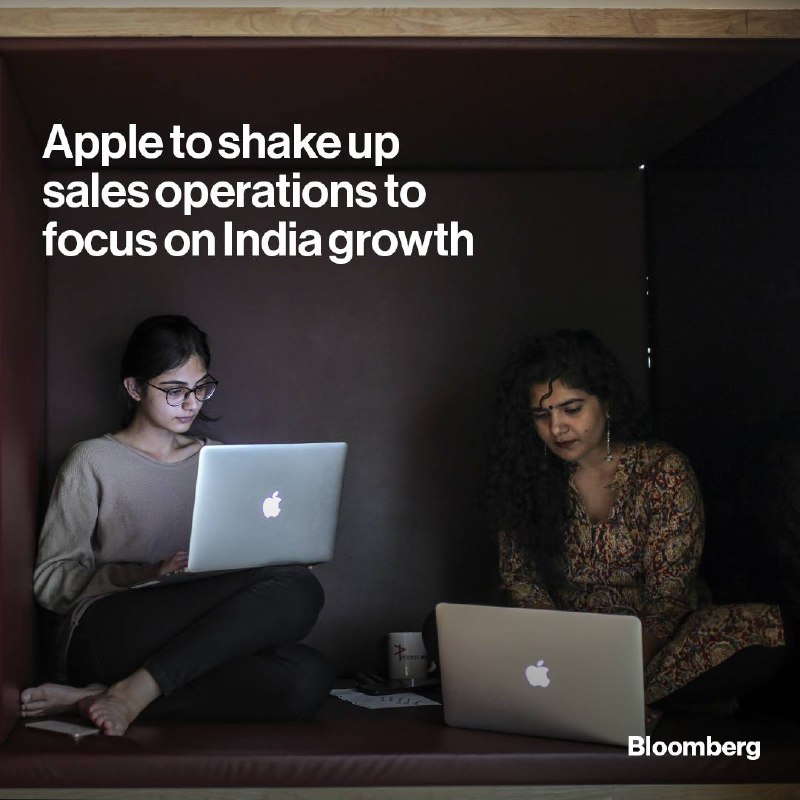 Apple to shake up
sales operations to
focus on India growth
Bloomberg